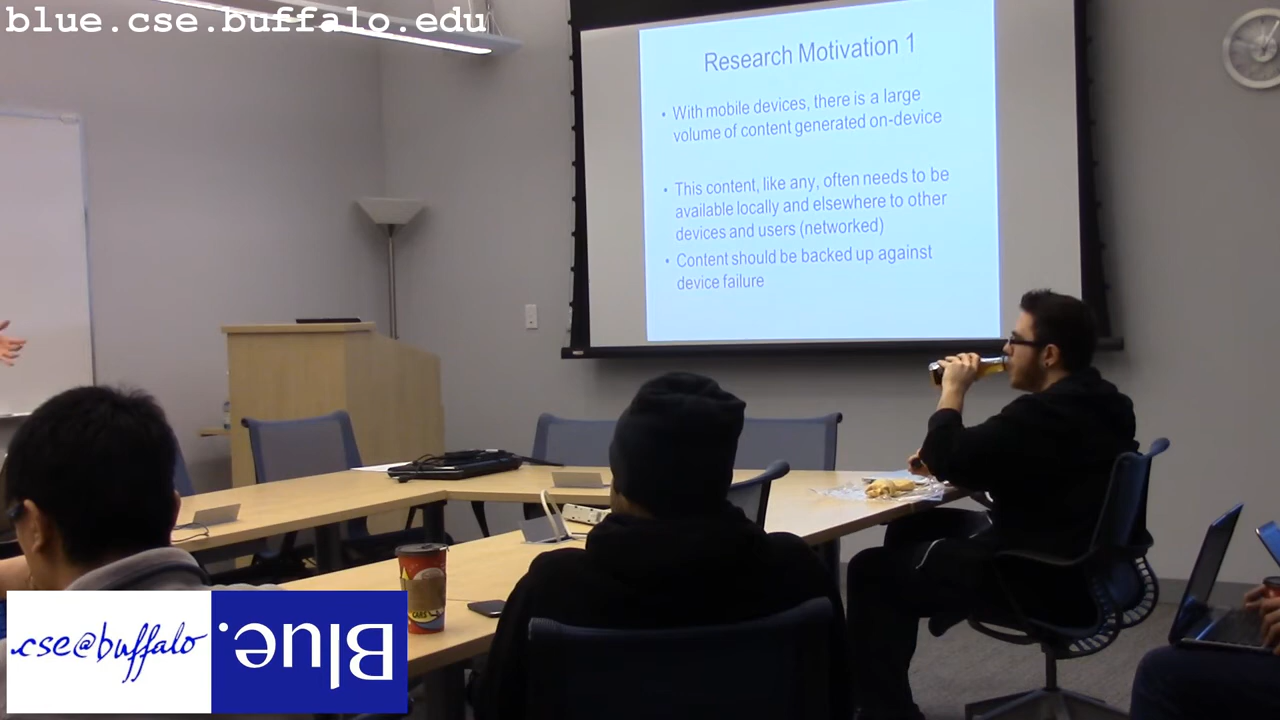 blue.cse.buffalo.edu
Research Motivation 1
• With mobile devices, there is a large
volume of content generated on-device
• This content, like any, often needs to be
available locally and elsewhere to other
devices and users (networked)
• Content should be backed up against
device failure
.cse@buffalo
Blue.